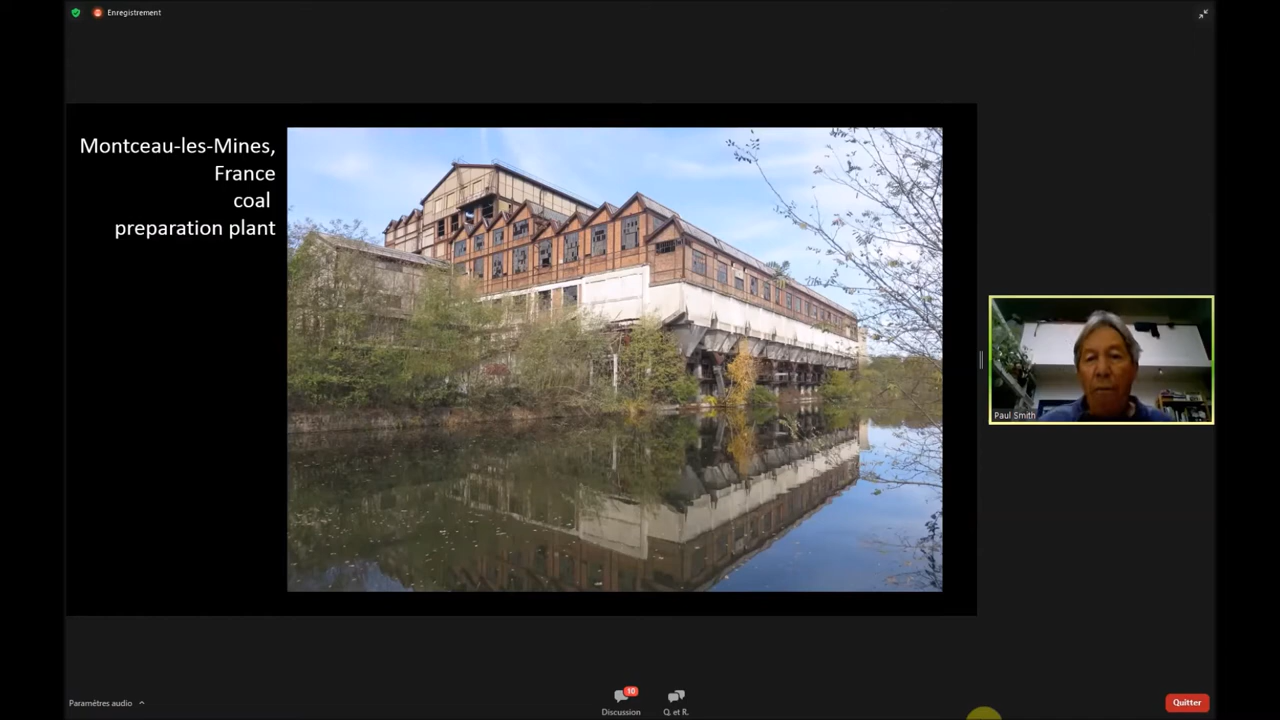 Enregistrement
Montceau-les-Mines,
France
coal
preparation plant
Paul Smith
Paramètres audio
10
Discussion
Q. et R.
Quitter